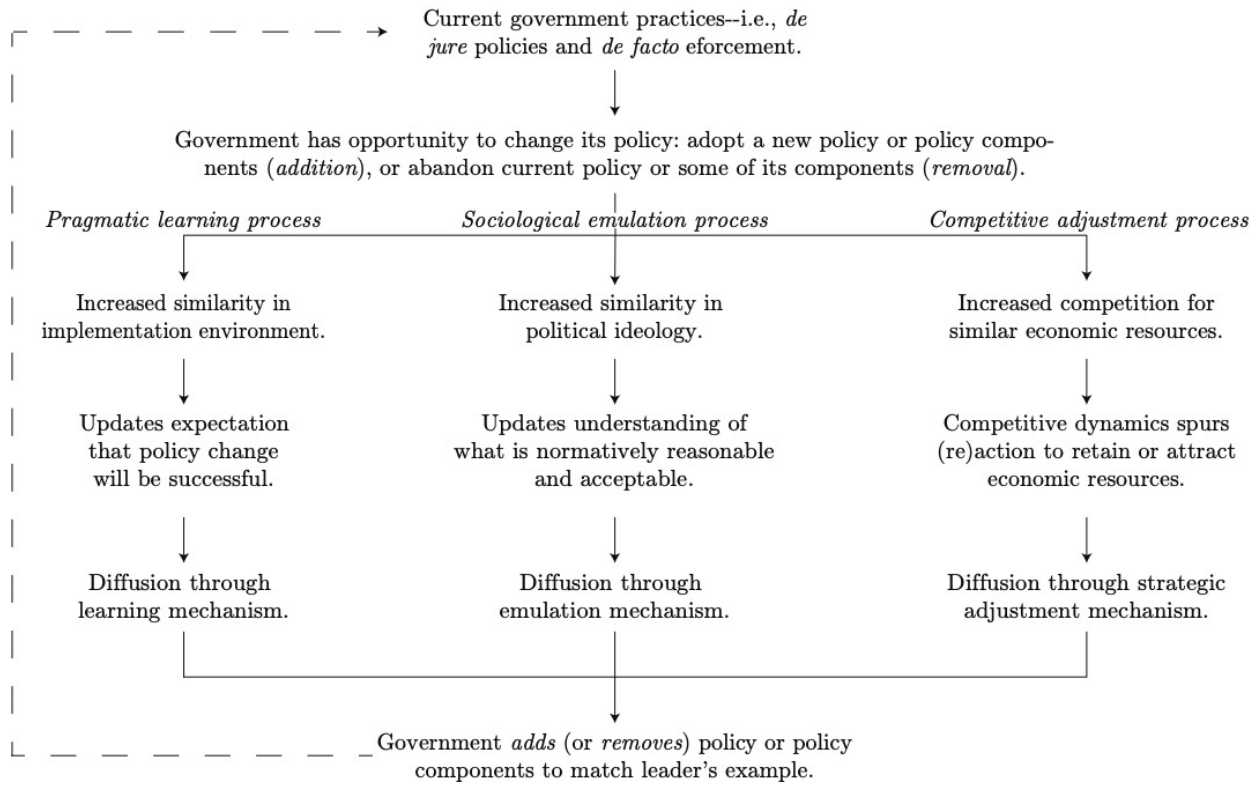 Current government practices--i.e., de
jure policies and de facto eforcement.
Government has opportunity to change its policy: adopt a new policy or policy compo-
nents (addition), or abandon current policy or some of its components (removal).
Pragmatic learning process
Increased similarity in
implementation environment.
Updates expectation
that policy change
will be successful.
Diffusion through
learning mechanism.
Sociological emulation process
Increased similarity in
political ideology.
Updates understanding of
what is normatively reasonable
and acceptable.
Diffusion through
emulation mechanism.
Competitive adjustment process
Increased competition for
similar economic resources.
Competitive dynamics spurs
(re)action to retain or attract
economic resources.
Diffusion through strategic
adjustment mechanism.
Government adds (or removes) policy or policy
components to match leader's example.